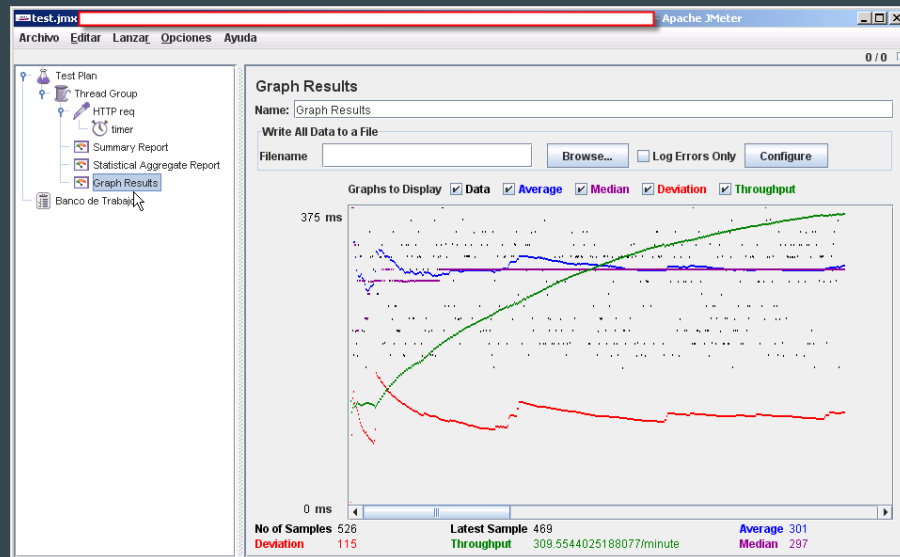 test.jmx
Apache JMeter
Archivo Editar Lanzar Opciones Ayuda
0 / 0
Test Plan
Thread Group
HTTP req
timer
Summary Report
Statistical Aggregate Report
Graph Results
Banco de Trabajo
Graph Results
Name: Graph Results
Write All Data to a File
Filename Browse... Log Errors Only Configure
Graphs to Display Data Average Median Deviation Throughput
375 ms
0 ms
No of Samples 526 Latest Sample 469 Average 301
Deviation 115 Throughput 309.5544025188077/minute Median 297